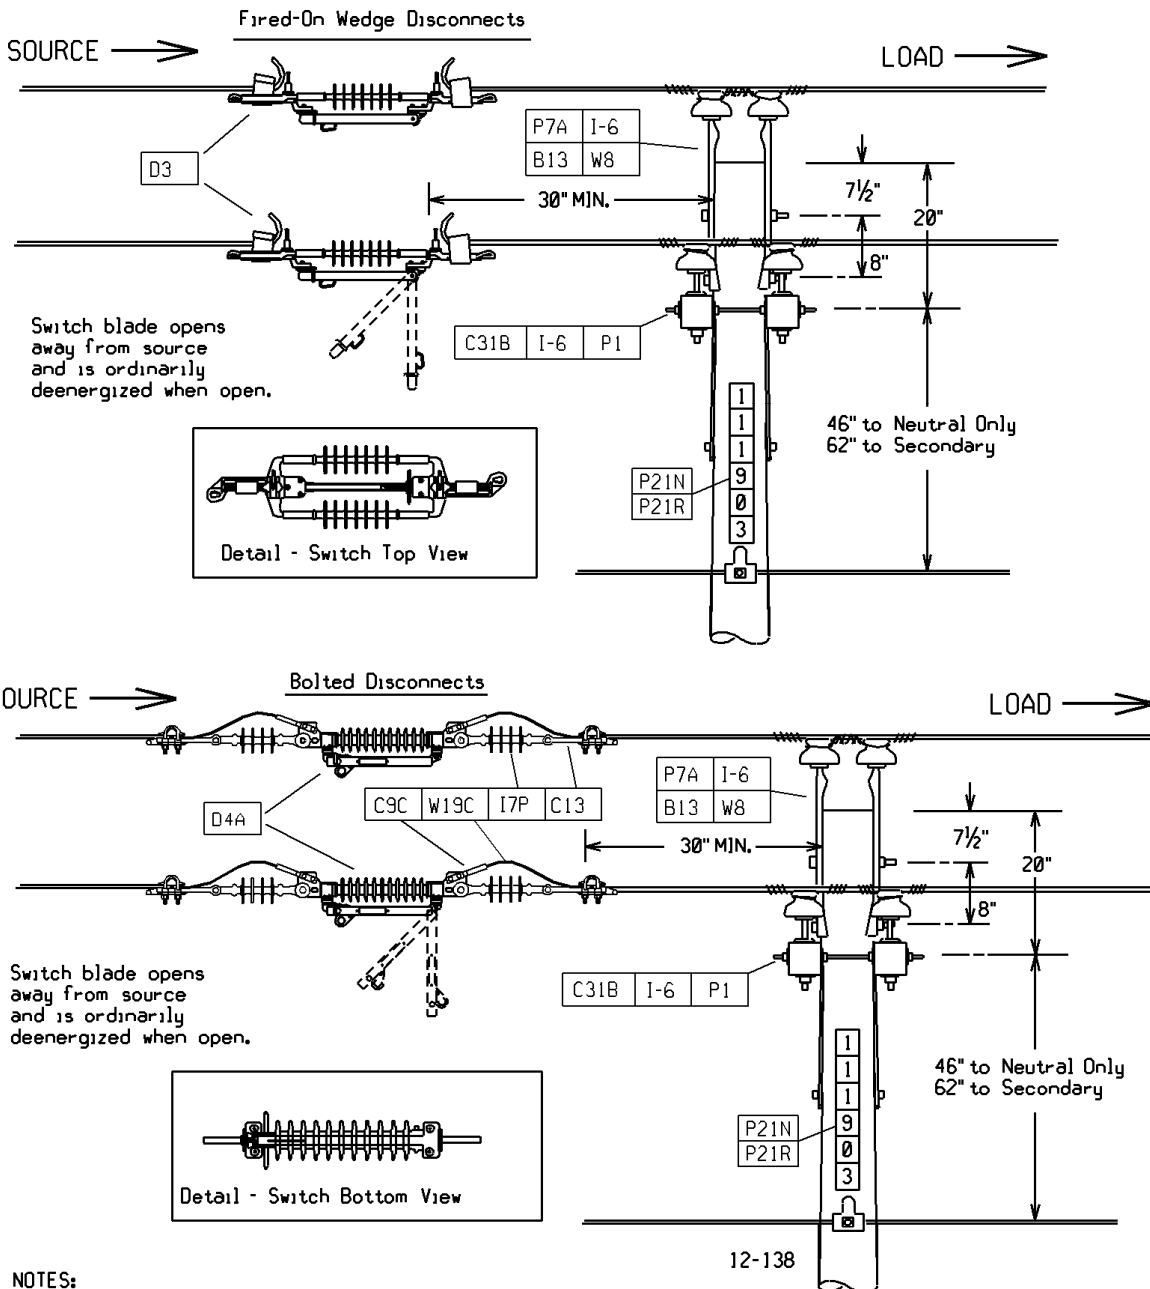 Fired-On Wedge Disconnects
SOURCE
LOAD
D3
P7A I-6
B13 W8
30" MIN.
7½"
20"
8"
Switch blade opens
away from source
and is ordinarily
deenergized when open.
C31B I-6 P1
1
1
1
9
0
3
46" to Neutral Only
62" to Secondary
P21N
P21R
Detail - Switch Top View
Bolted Disconnects
OURCE
LOAD
D4A
C9C W19C I7P C13
P7A I-6
B13 W8
30" MIN.
7½"
20"
8"
Switch blade opens
away from source
and is ordinarily
deenergized when open.
C31B I-6 P1
1
1
1
9
0
3
46" to Neutral Only
62" to Secondary
P21N
P21R
Detail - Switch Bottom View
12-138
NOTES: